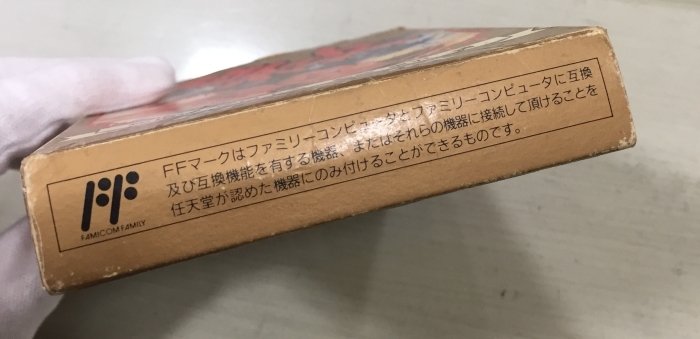 FF
FAMICOM FAMILY
FFマークはファミリーコンピュータとファミリーコンピュータに互換
及び互換機能を有する機器、またはそれらの機器に接続して頂けることを
任天堂が認めた機器にのみ付けることができるものです。